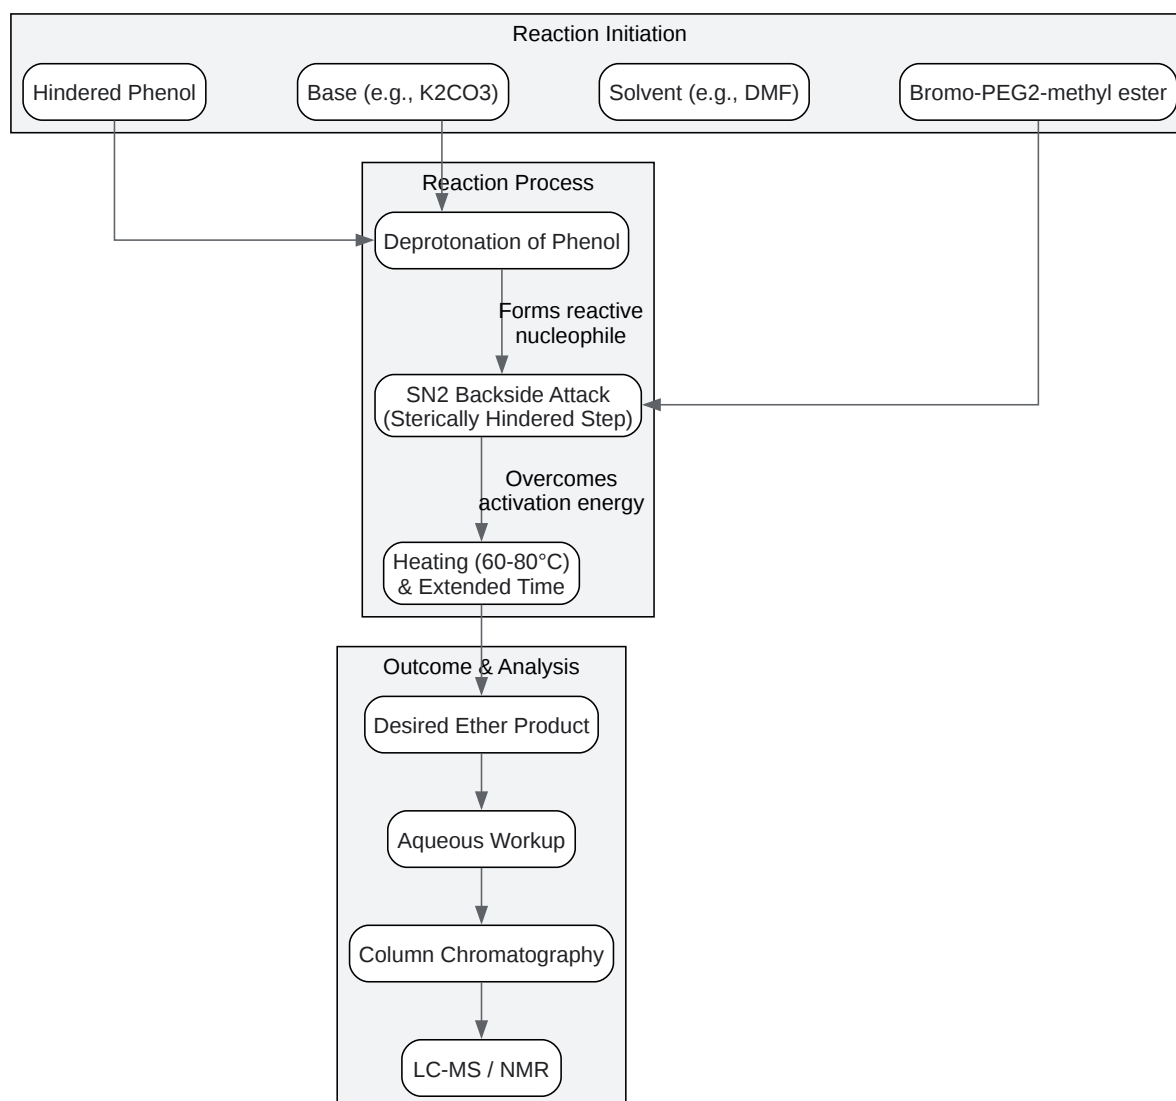 Reaction Initiation
Hindered Phenol
Base (e.g., K2CO3)
Solvent (e.g., DMF)
Bromo-PEG2-methyl ester
Reaction Process
Deprotonation of Phenol
Forms reactive
nucleophile
SN2 Backside Attack
(Sterically Hindered Step)
Overcomes
activation energy
Heating (60-80°C)
& Extended Time
Outcome & Analysis
Desired Ether Product
Aqueous Workup
Column Chromatography
LC-MS / NMR